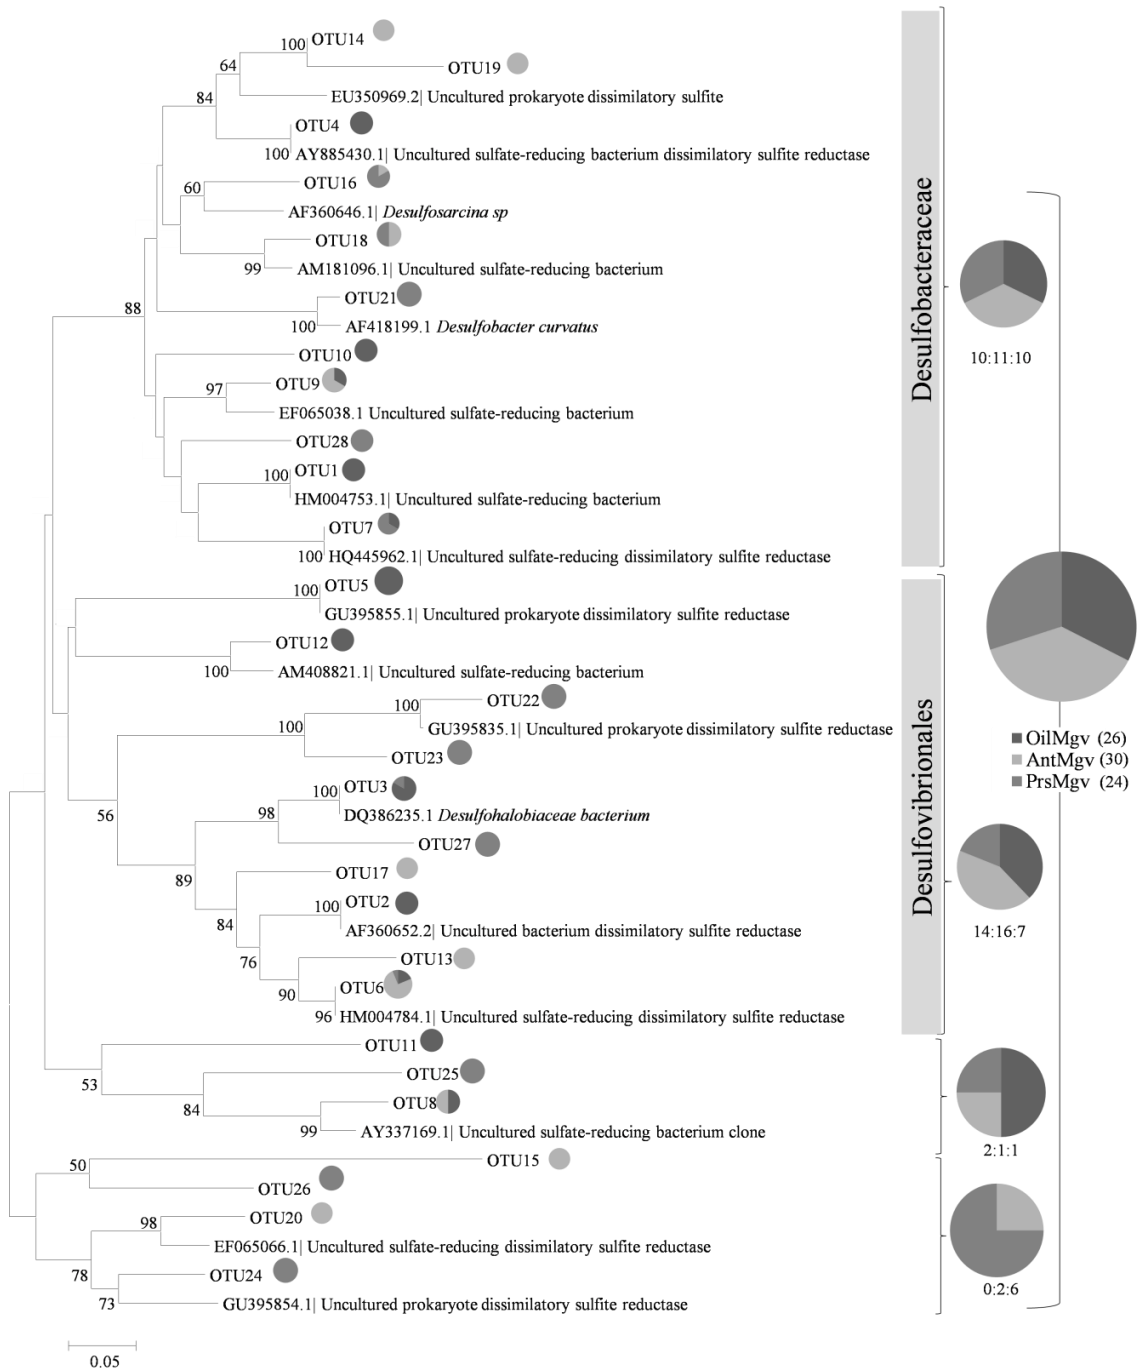 100 OTU14
OTU19
64
EU350969.2| Uncultured prokaryote dissimilatory sulfite
84
OTU4
100 AY885430.1| Uncultured sulfate-reducing bacterium dissimilatory sulfite reductase
OTU16
60
AF360646.1| Desulfosarcina sp
OTU18
99 AM181096.1| Uncultured sulfate-reducing bacterium
OTU21
88
100 AF418199.1 Desulfobacter curvatus
OTU10
OTU9
97
EF065038.1 Uncultured sulfate-reducing bacterium
OTU28
OTU1
100
HM004753.1| Uncultured sulfate-reducing bacterium
OTU7
100 HQ445962.1| Uncultured sulfate-reducing dissimilatory sulfite reductase
OTU5
100
GU395855.1| Uncultured prokaryote dissimilatory sulfite reductase
OTU12
100 AM408821.1| Uncultured sulfate-reducing bacterium
OTU22
100
GU395835.1| Uncultured prokaryote dissimilatory sulfite reductase
100
OTU23
OTU3
100
DQ386235.1 Desulfohalobiaceae bacterium
98
56
OTU27
OTU17
89
OTU2
100
84
AF360652.2| Uncultured bacterium dissimilatory sulfite reductase
OTU13
76
OTU6
90
96 HM004784.1| Uncultured sulfate-reducing dissimilatory sulfite reductase
OTU11
OTU25
53
OTU8
84
99 AY337169.1| Uncultured sulfate-reducing bacterium clone
OTU15
50
OTU26
OTU20
98
EF065066.1| Uncultured sulfate-reducing dissimilatory sulfite reductase
OTU24
78
73 GU395854.1| Uncultured prokaryote dissimilatory sulfite reductase
0.05
Desulfobacteraceae
Desulfovibrionales
10:11:10
OilMgv (26)
AntMgv (30)
PrsMgv (24)
14:16:7
2:1:1
0:2:6